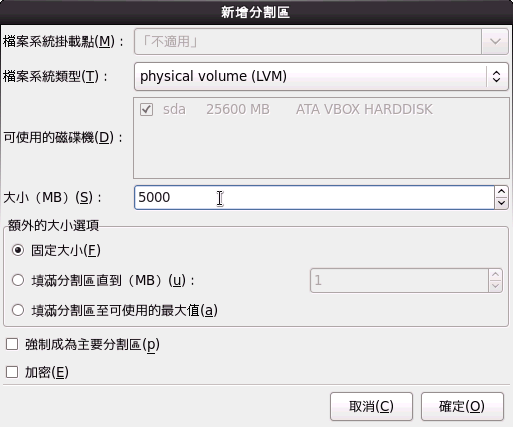 新增分割區
檔案系統掛載點(M)：
「不適用」
檔案系統類型(T)：
physical volume (LVM)
可使用的磁碟機(D)：
sda 25600 MB ATA VBOX HARDDISK
大小（MB）(S)：
5000
額外的大小選項
固定大小(F)
填滿分割區直到（MB）(u)：
1
填滿分割區至可使用的最大值(a)
強制成為主要分割區(p)
加密(E)
取消(C)
確定(O)